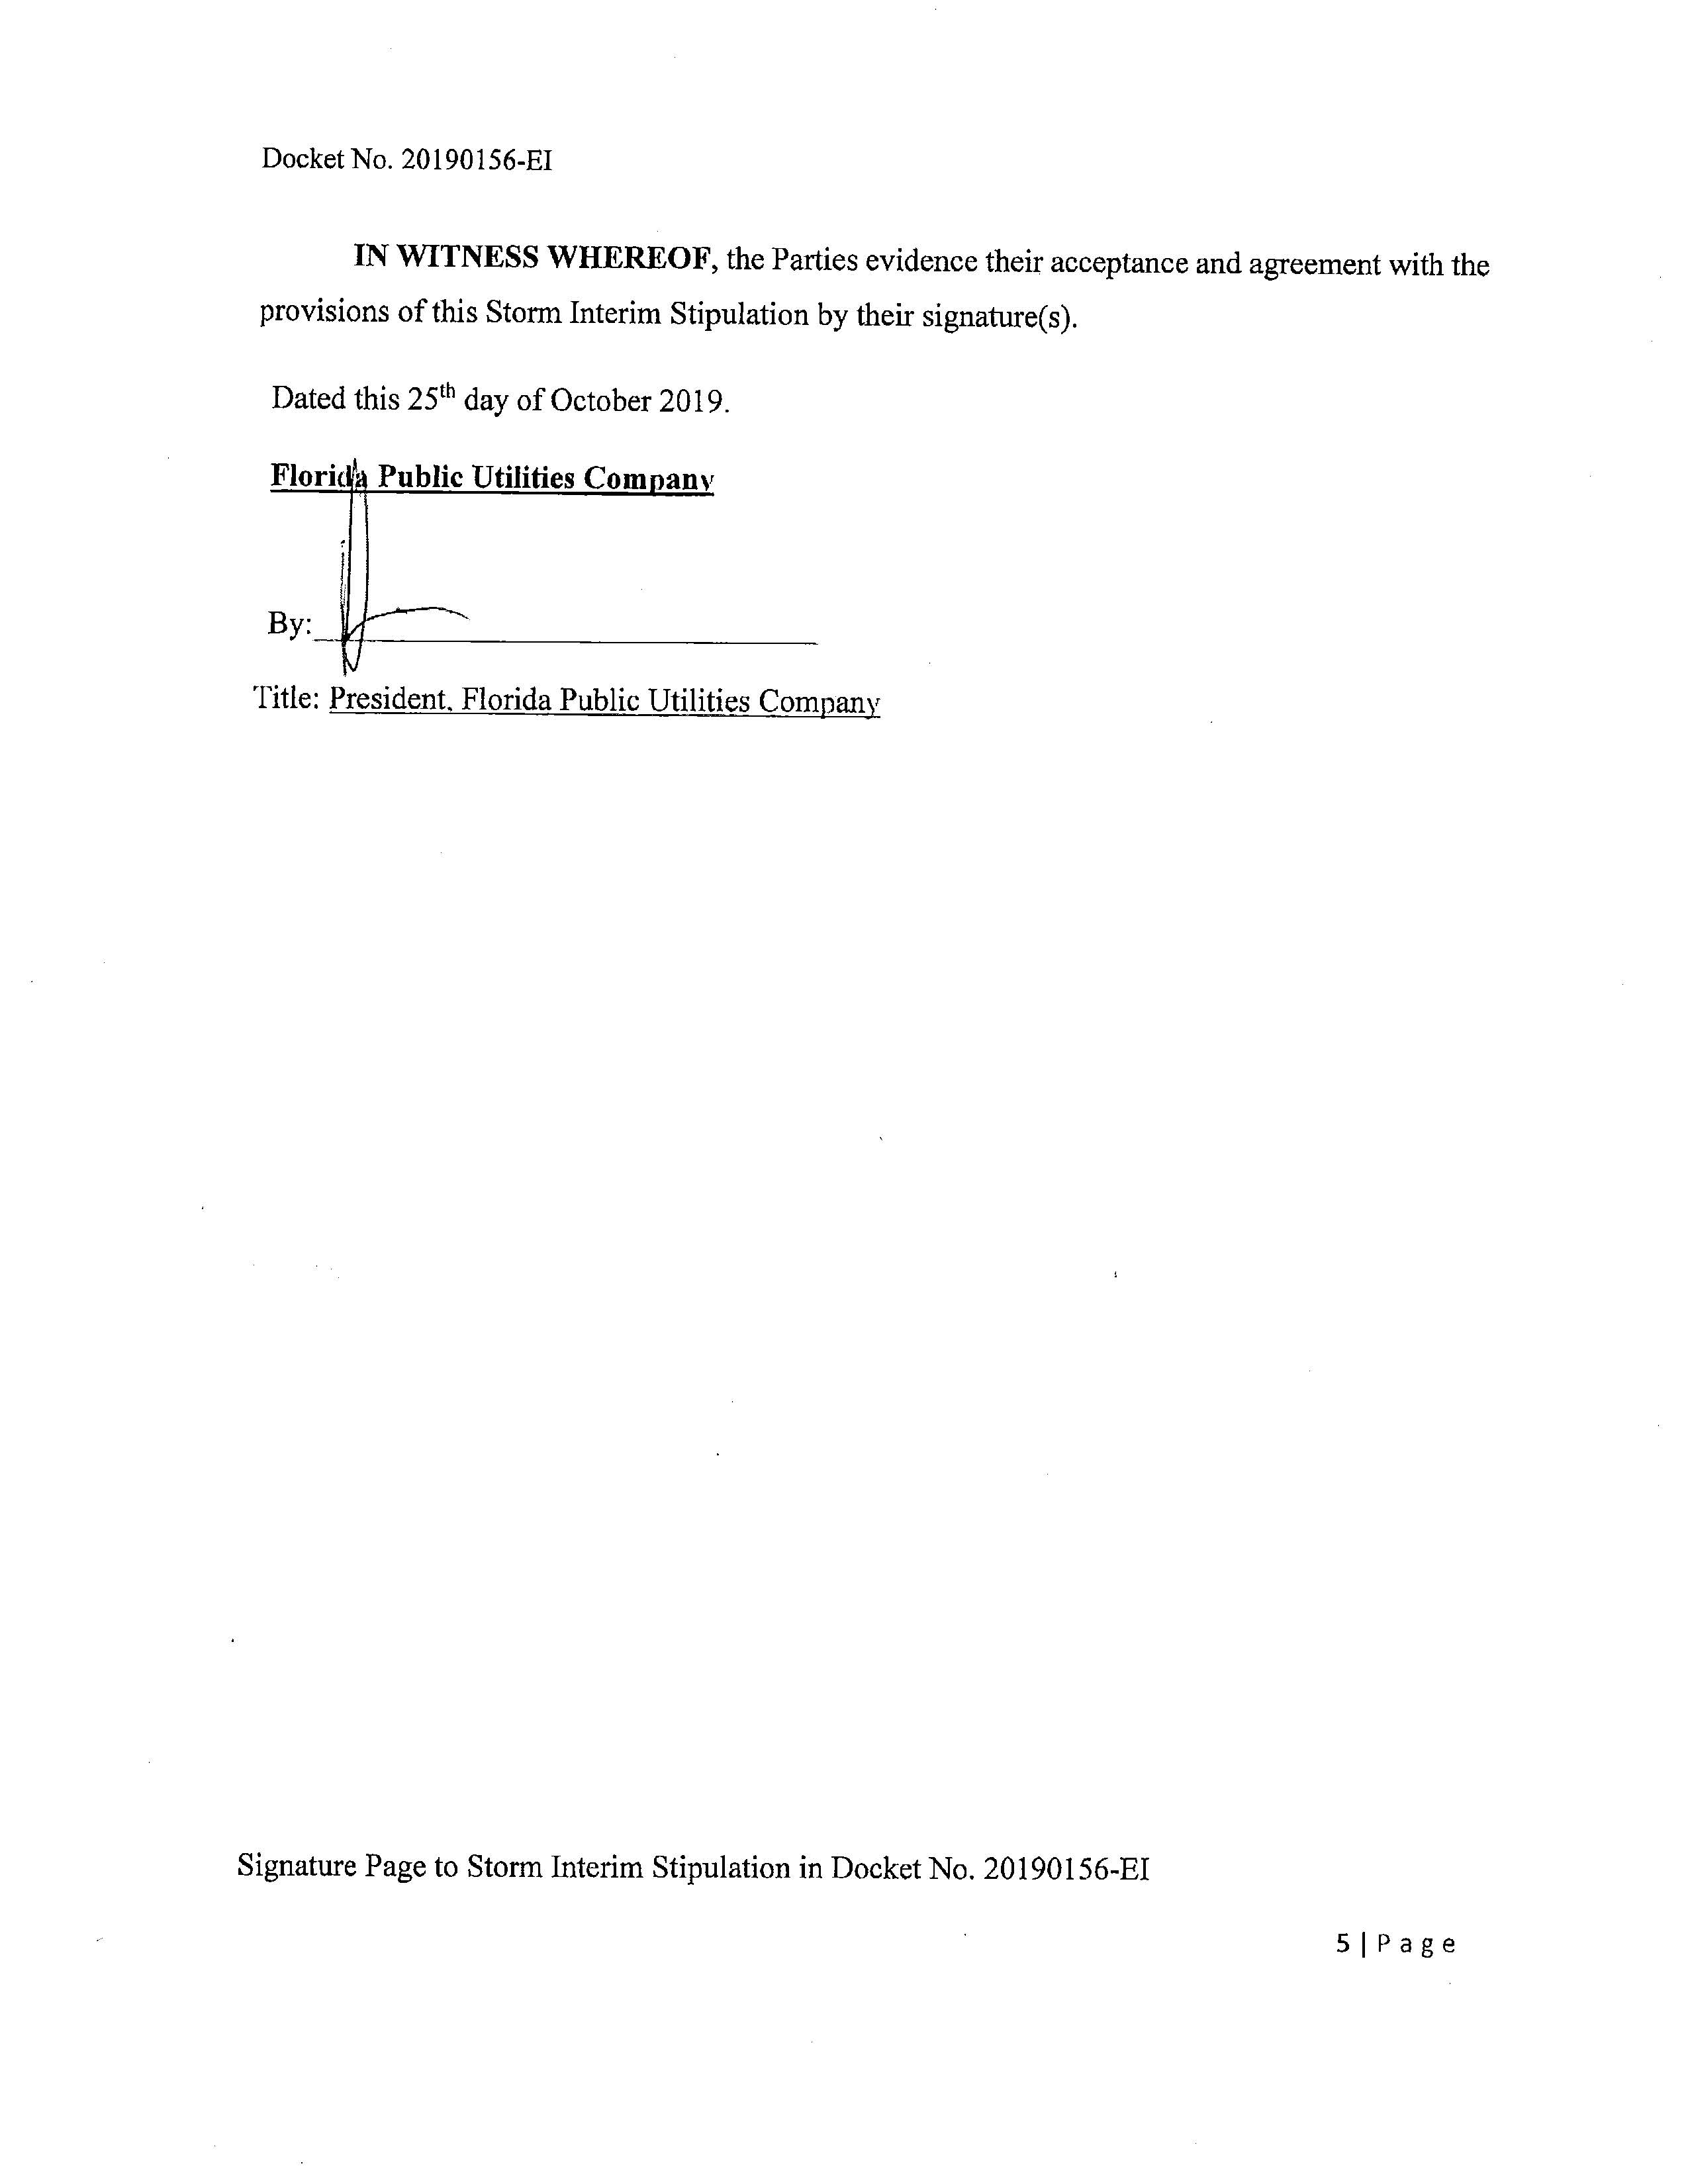 Docket No. 20190156-EI
IN WITNESS WHEREOF, the Parties evidence their acceptance and agreement with the
provisions of this Storm Interim Stipulation by their signature(s).
Dated this 25th day of October 2019.
Florida Public Utilities Company
By:
Title: President, Florida Public Utilities Company
Signature Page to Storm Interim Stipulation in Docket No. 20190156-EI
5 | Page